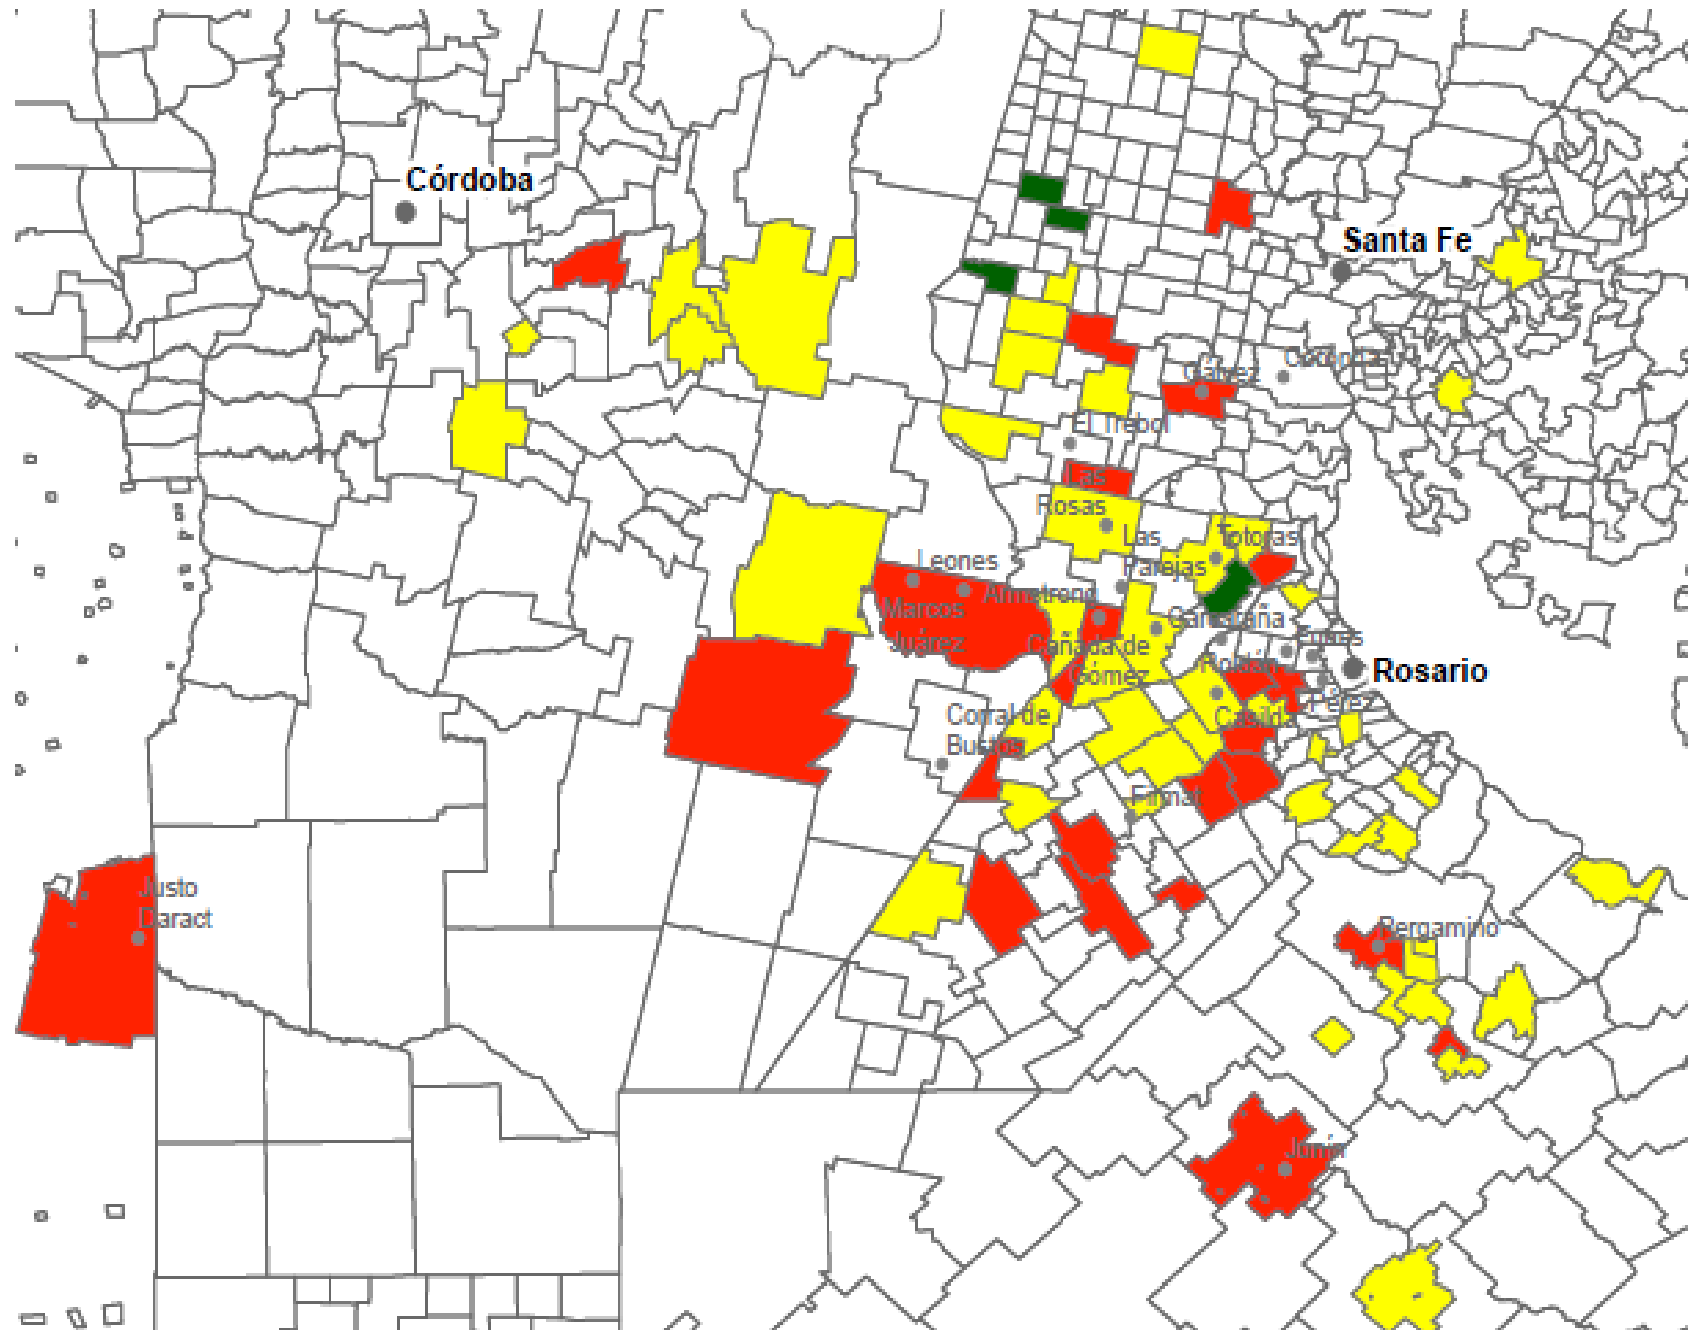 Córdoba
Santa Fe
Coronda
Gálvez
El Trébol
Las
Rosas
Las
Parejas
Totoras
Leones
Armstrong
Marcos
Juárez
Carcarañá
Cañada de
Gómez
Funes
Roldán
Rosario
Pérez
Casilda
Corral de
Bustos
Firmat
Justo
Daract
Pergamino
Junín